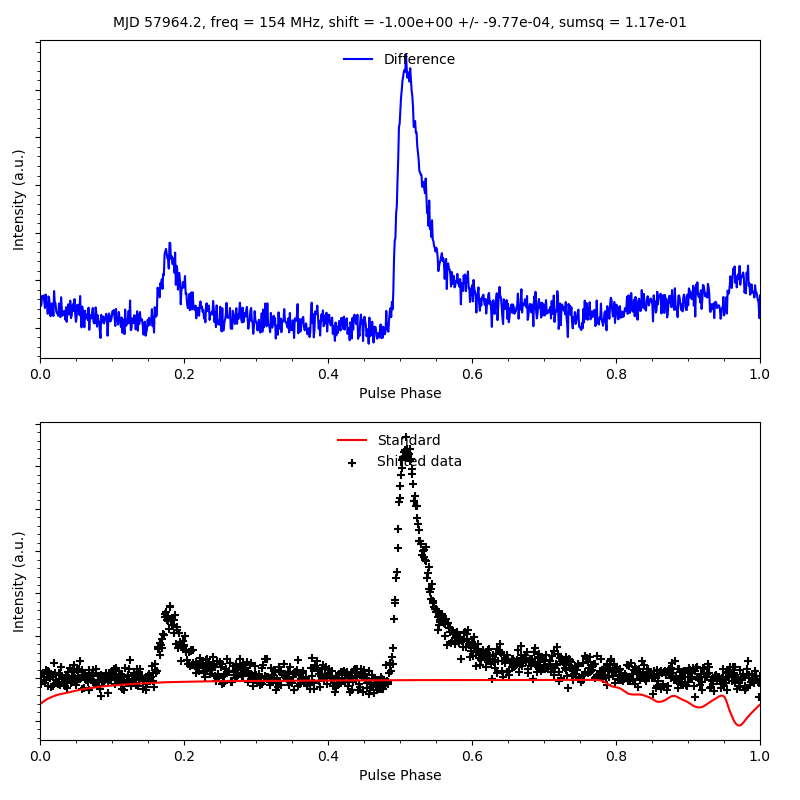 MJD 57964.2, freq = 154 MHz, shift = -1.00e+00 +/- -9.77e-04, sumsq = 1.17e-01
Difference
Intensity (a.u.)
0.0 0.2 0.4 0.6 0.8 1.0
Pulse Phase
Standard
Shifted data
Intensity (a.u.)
0.0 0.2 0.4 0.6 0.8 1.0
Pulse Phase